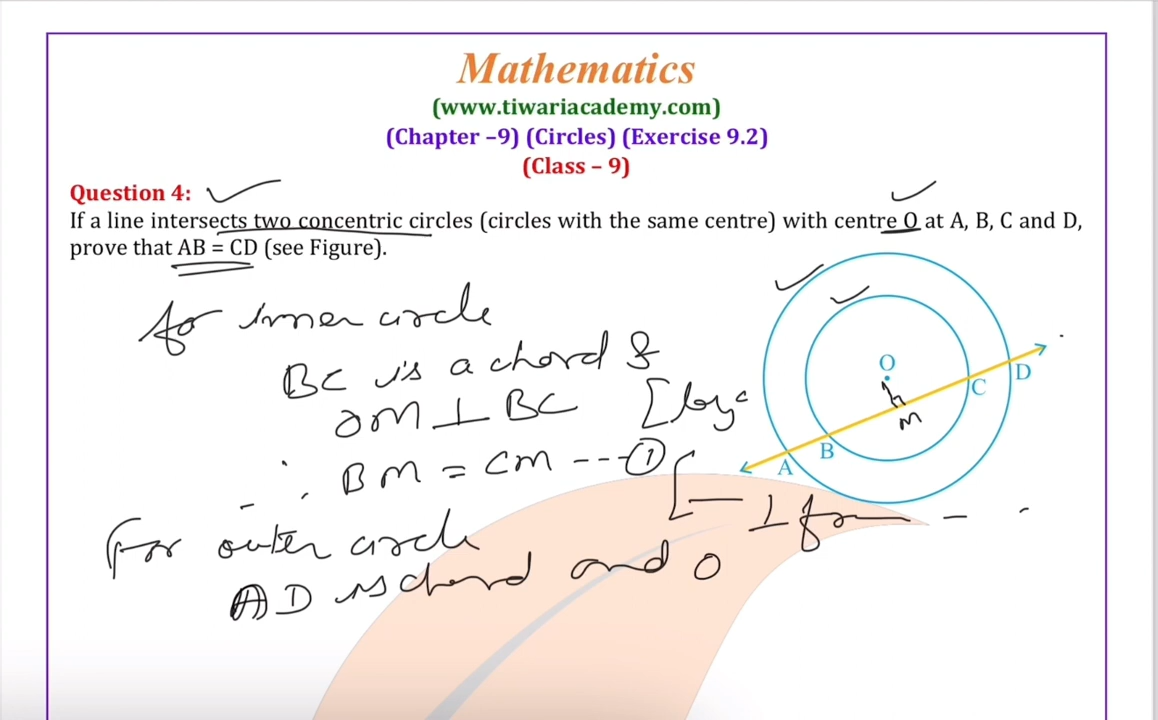 Mathematics
(www.tiwariacademy.com)
(Chapter –9) (Circles) (Exercise 9.2)
(Class – 9)
Question 4:
If a line intersects two concentric circles (circles with the same centre) with centre O at A, B, C and D,
prove that AB = CD (see Figure).
for inner circle
BC is a chord &
OM ⊥ BC [by c
∴ BM = CM ---①
[— ⊥ from -
For outer circle
AD is chord and O
O
M
A
B
C
D